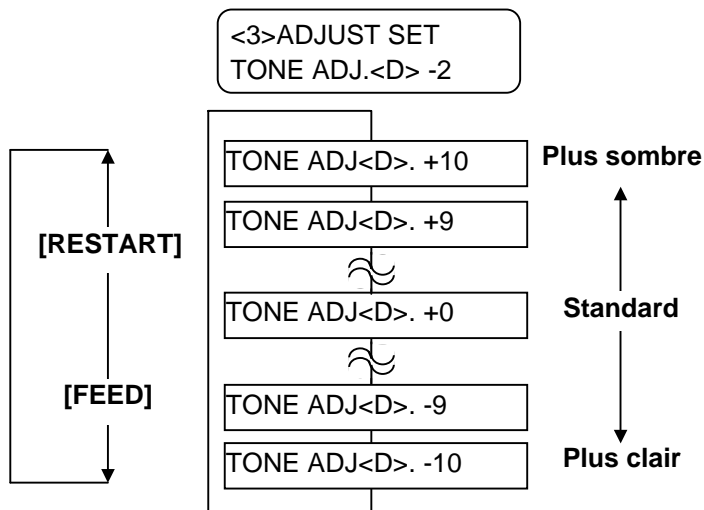 <3>ADJUST SET
TONE ADJ.<D> -2
TONE ADJ<D>. +10
Plus sombre
TONE ADJ<D>. +9
[RESTART]
TONE ADJ<D>. +0
Standard
[FEED]
TONE ADJ<D>. -9
TONE ADJ<D>. -10
Plus clair